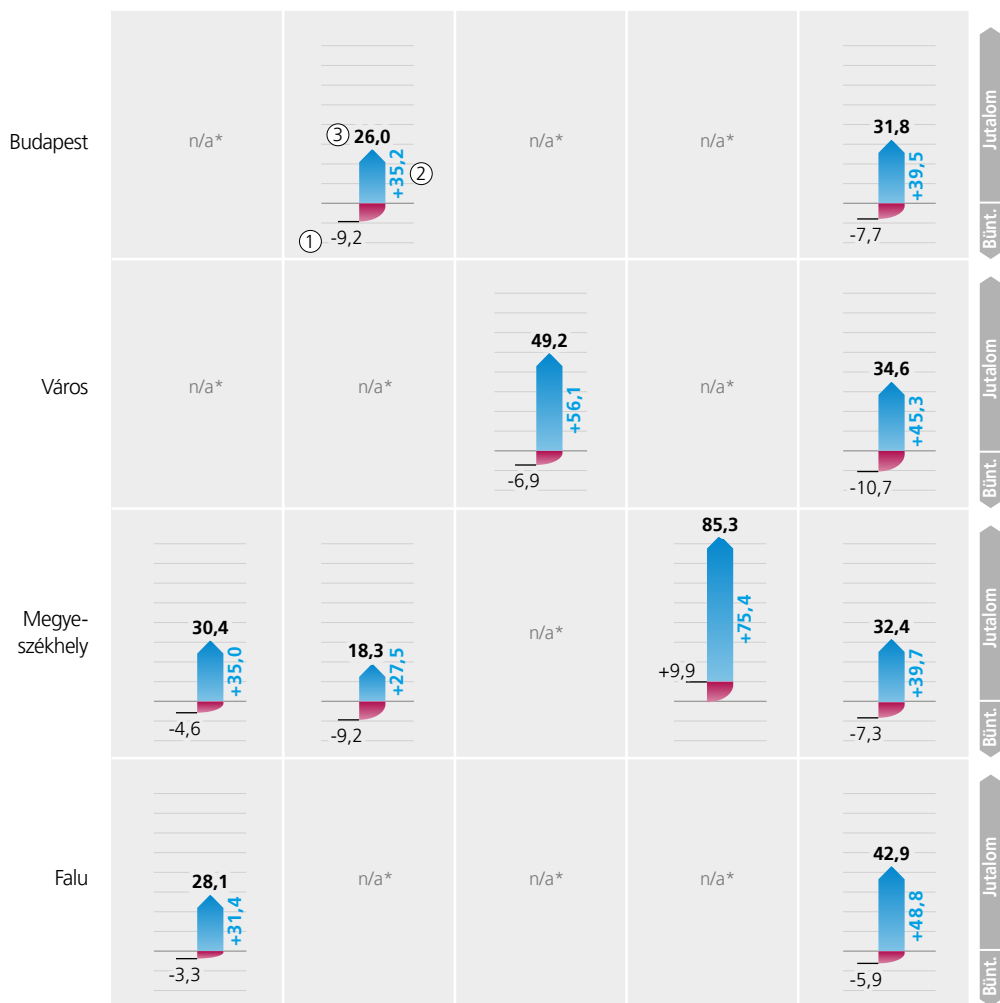 Budapest
n/a*
③ 26,0
+35,2 ②
① -9,2
n/a*
n/a*
31,8
+39,5
-7,7
Jutalom
Bünt.
Város
n/a*
n/a*
49,2
+56,1
-6,9
n/a*
34,6
+45,3
-10,7
Jutalom
Bünt.
Megye-
székhely
30,4
+35,0
-4,6
18,3
+27,5
-9,2
n/a*
85,3
+75,4
+9,9
32,4
+39,7
-7,3
Jutalom
Bünt.
Falu
28,1
+31,4
-3,3
n/a*
n/a*
n/a*
42,9
+48,8
-5,9
Jutalom
Bünt.